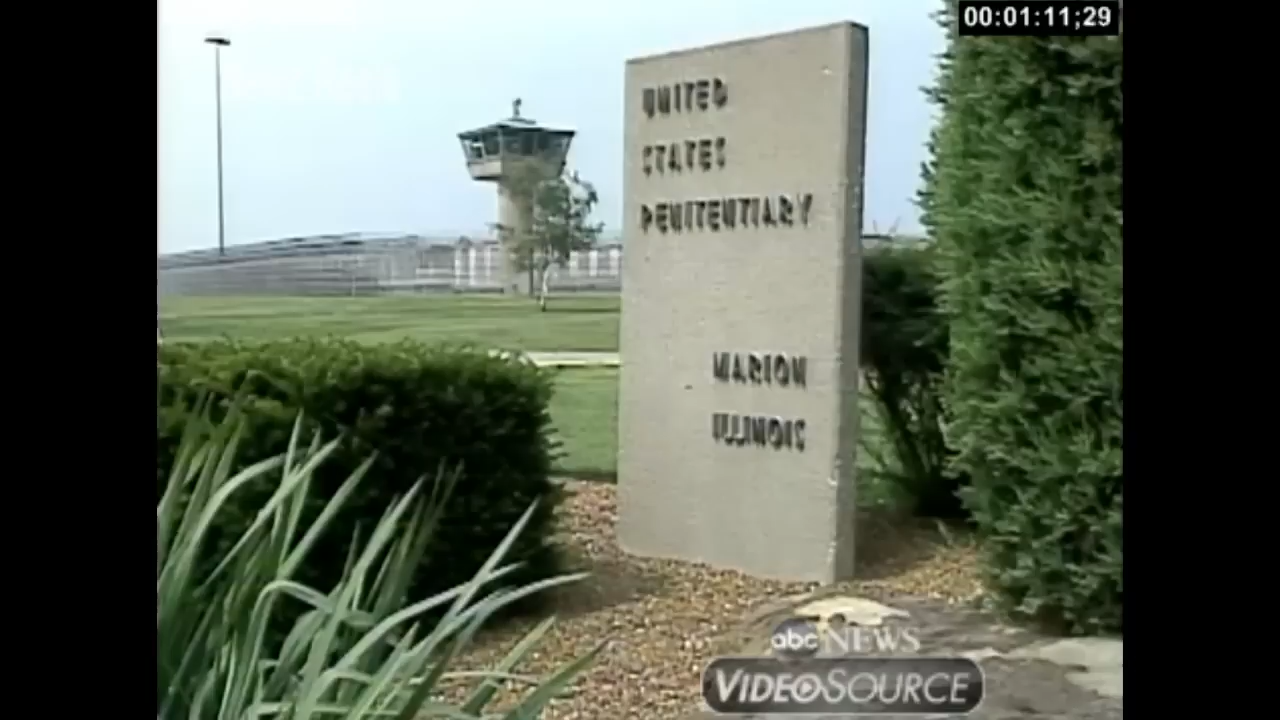 00:01:11;29
UNITED
STATES
PENITENTIARY
MARION
ILLINOIS
abc NEWS
VIDEOSOURCE